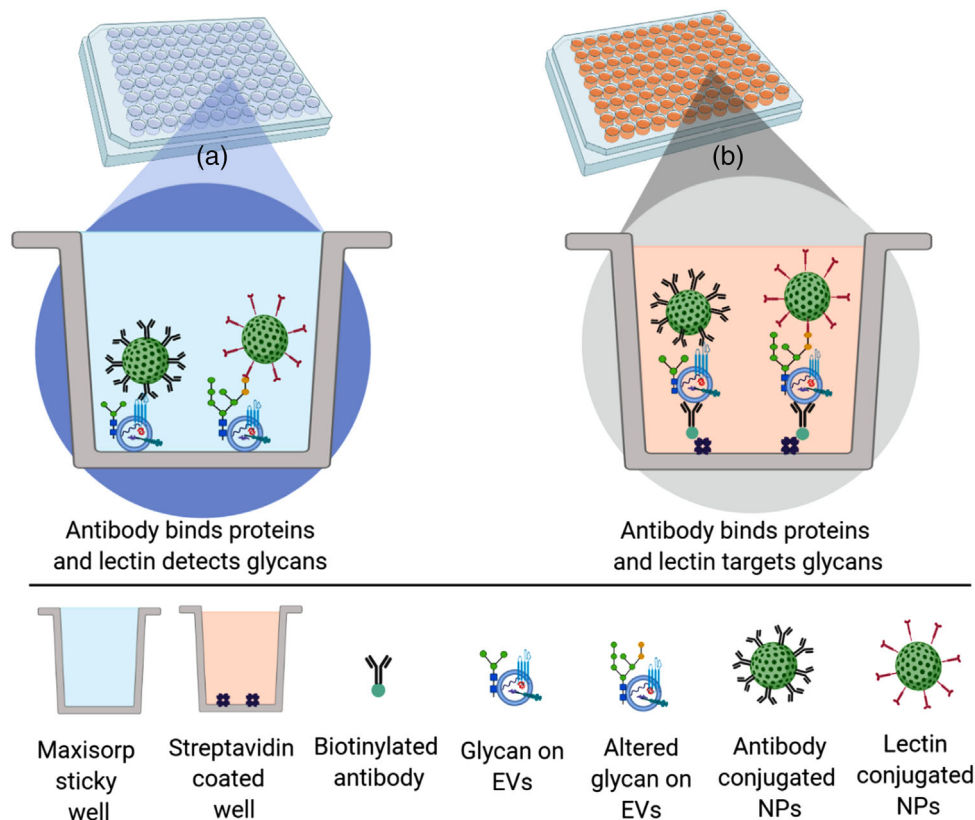 (a)
(b)
Antibody binds proteins
and lectin detects glycans
Antibody binds proteins
and lectin targets glycans
Maxisorp
sticky
well
Streptavidin
coated
well
Biotinylated
antibody
Glycan on
EVs
Altered
glycan on
EVs
Antibody
conjugated
NPs
Lectin
conjugated
NPs